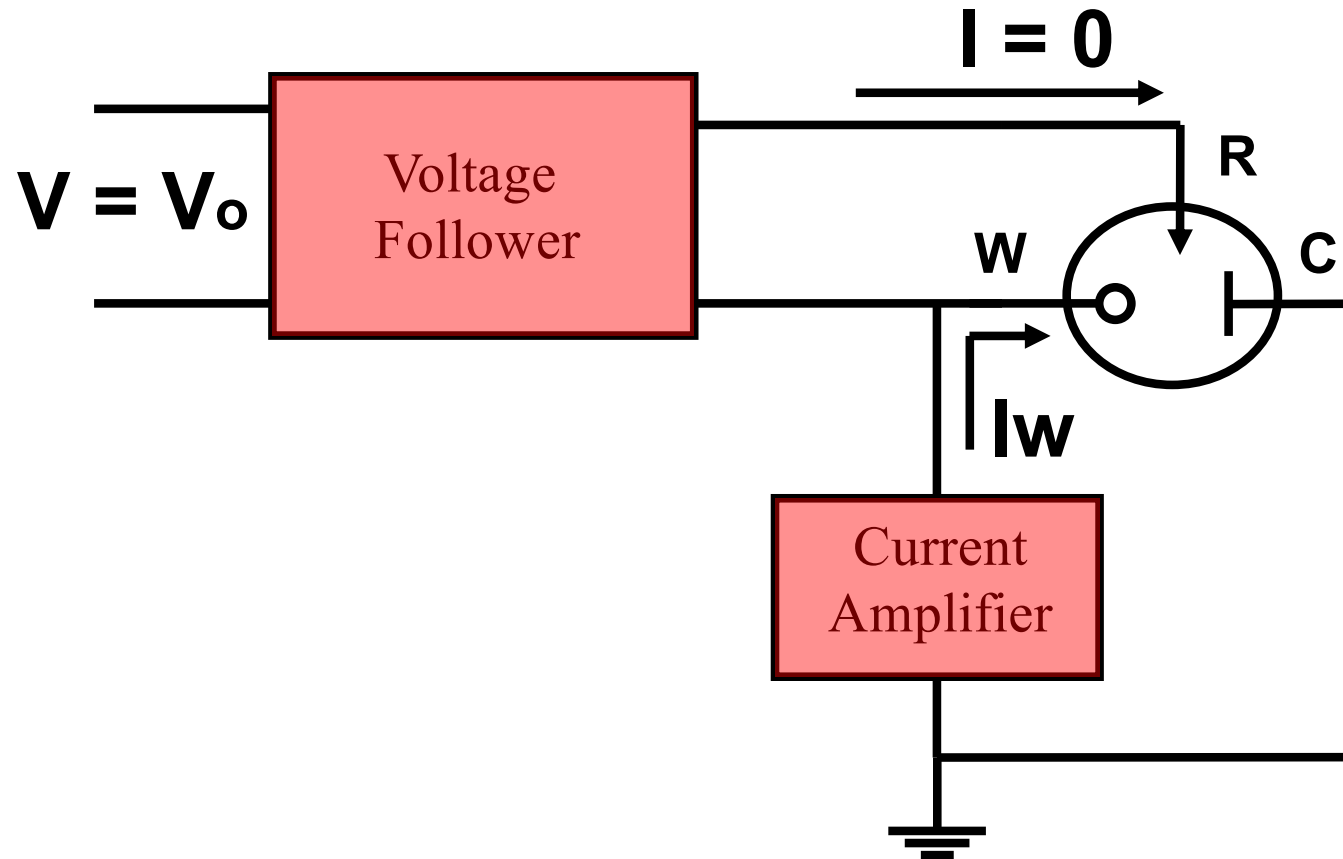 I = 0
R
V = Vo
Voltage
Follower
W
C
Iw
Current
Amplifier